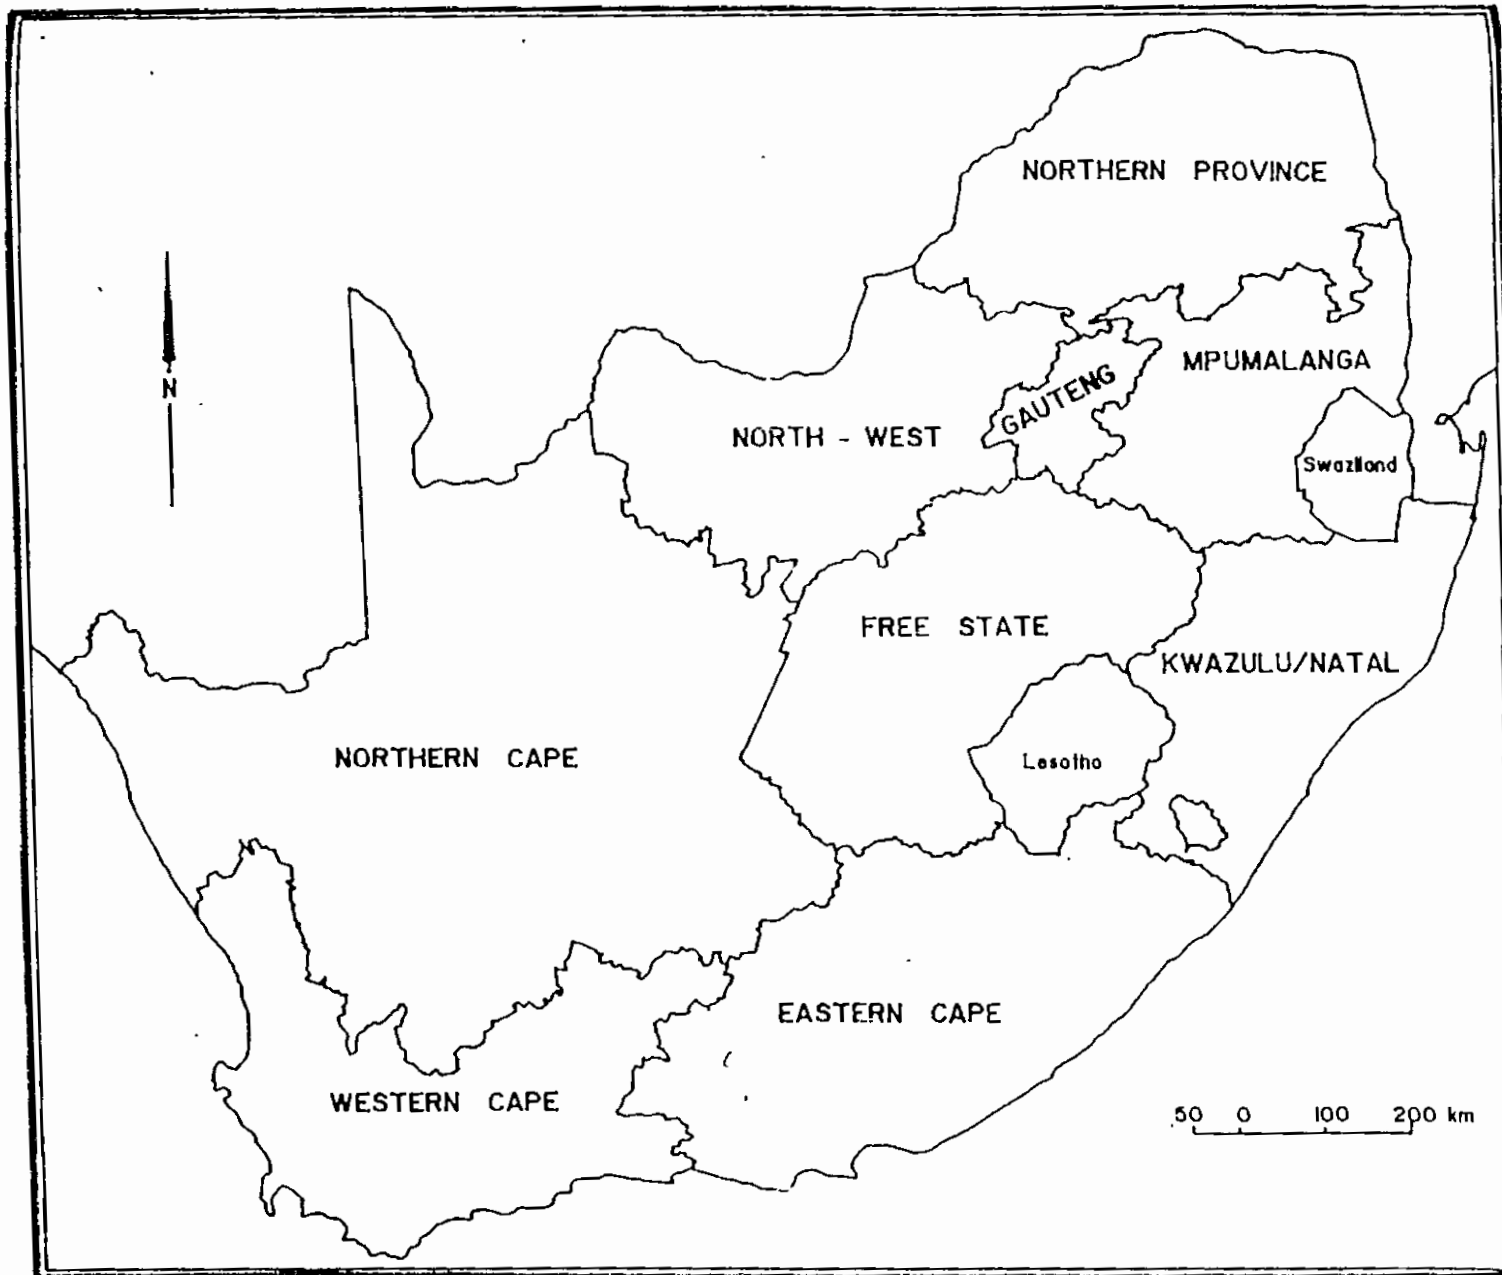 NORTHERN PROVINCE
N
MPUMALANGA
GAUTENG
NORTH - WEST
Swaziland
FREE STATE
KWAZULU/NATAL
NORTHERN CAPE
Lesotho
EASTERN CAPE
WESTERN CAPE
50 0 100 200 km